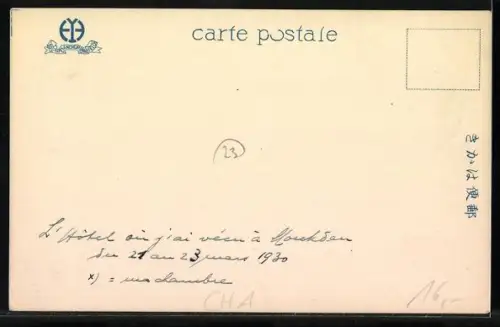 EHE
carte postale
きかは便郵
23
L'Hôtel où j'ai vécu à Moukden
du 21 au 23, mars 1930
x) = ma chambre
CHA
16,-